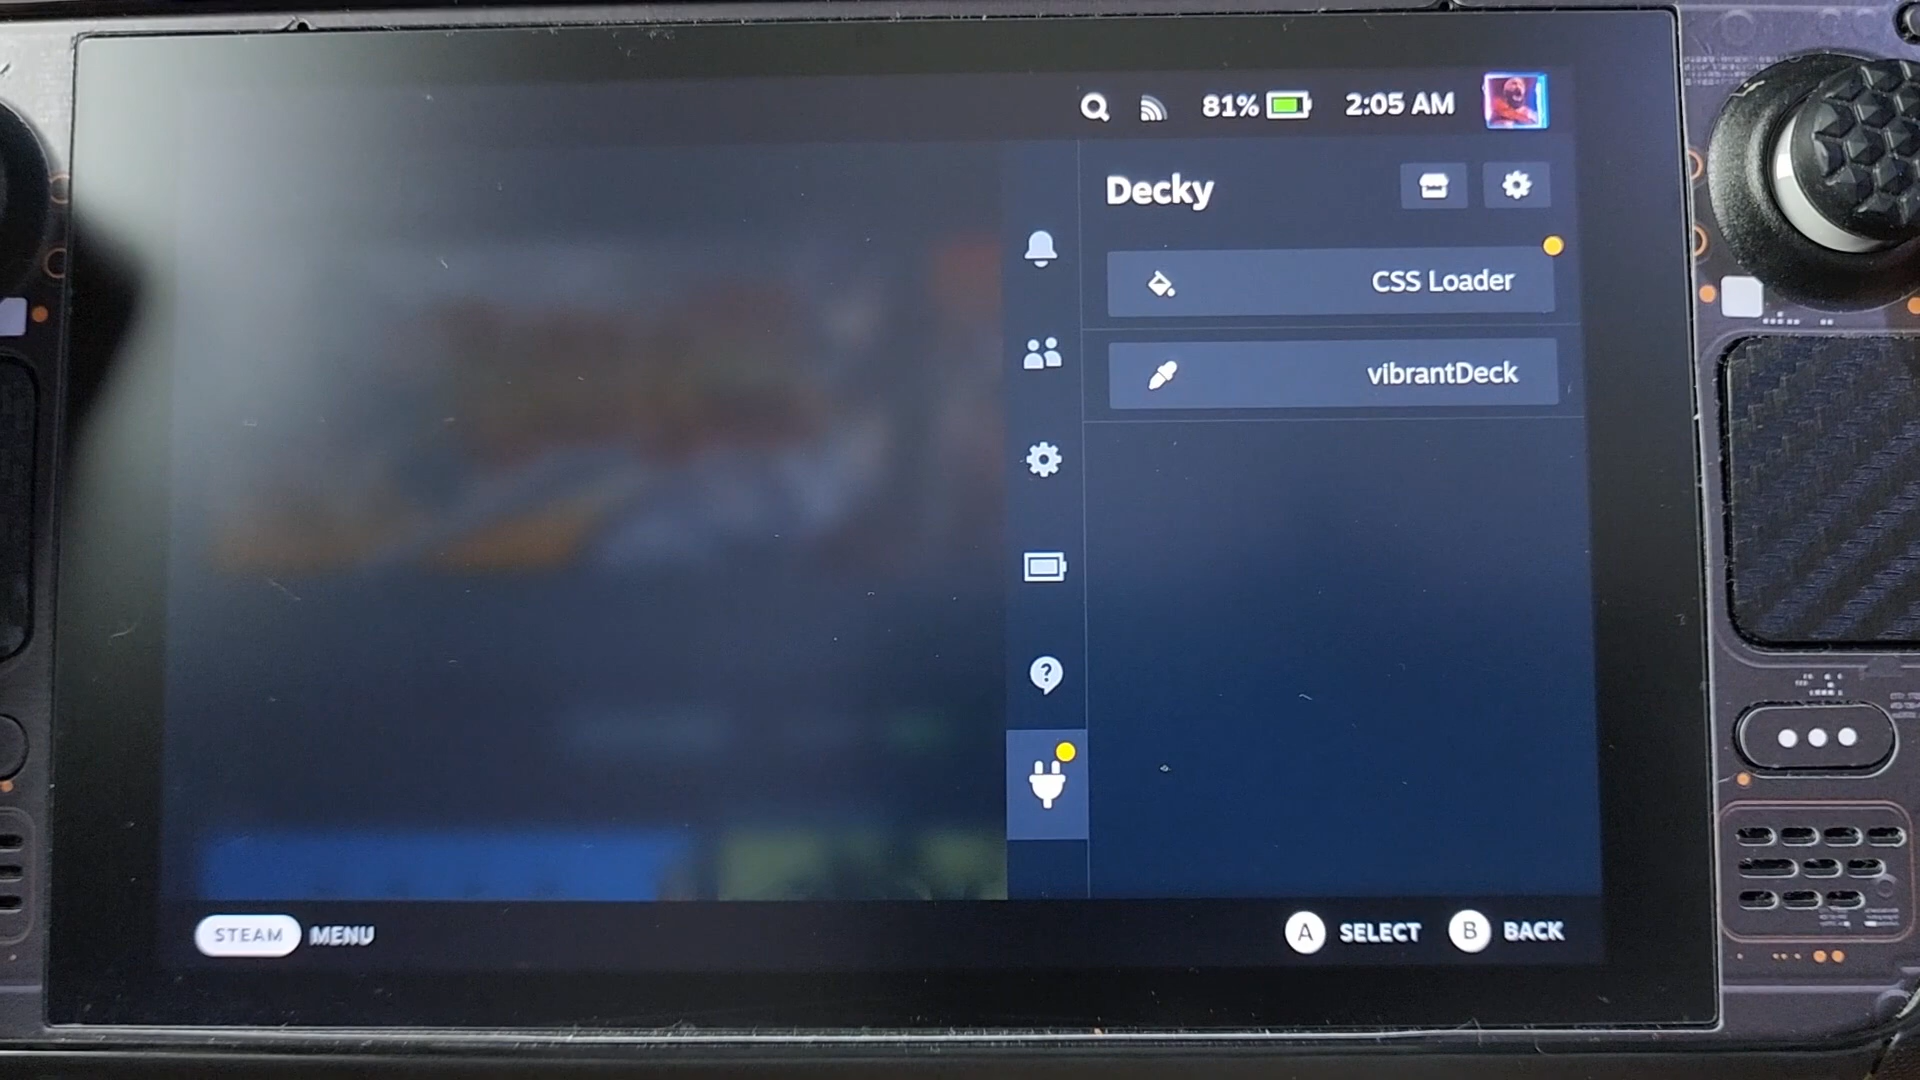 81% 2:05 AM
Decky
CSS Loader
vibrantDeck
?
STEAM MENU
A SELECT B BACK